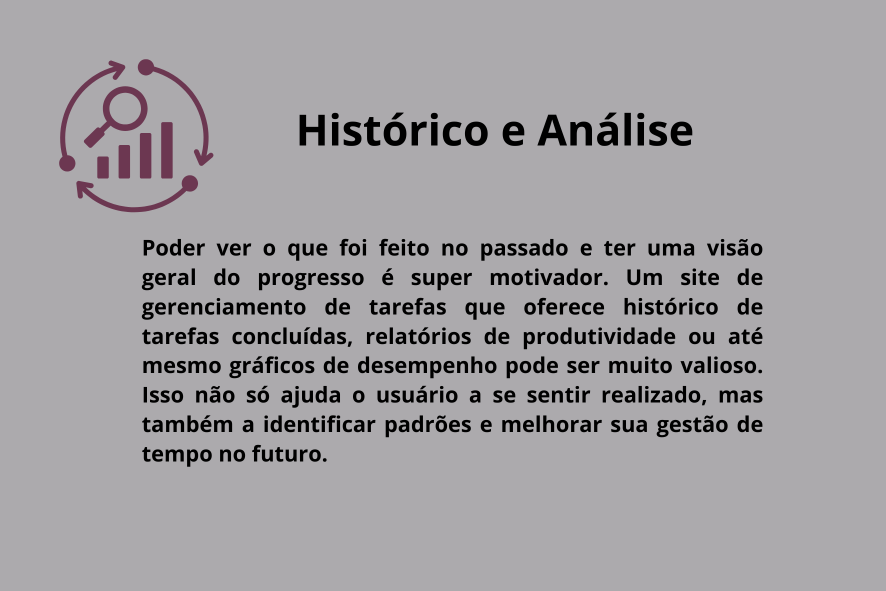 Histórico e Análise
Poder ver o que foi feito no passado e ter uma visão
geral do progresso é super motivador. Um site de
gerenciamento de tarefas que oferece histórico de
tarefas concluídas, relatórios de produtividade ou até
mesmo gráficos de desempenho pode ser muito valioso.
Isso não só ajuda o usuário a se sentir realizado, mas
também a identificar padrões e melhorar sua gestão de
tempo no futuro.